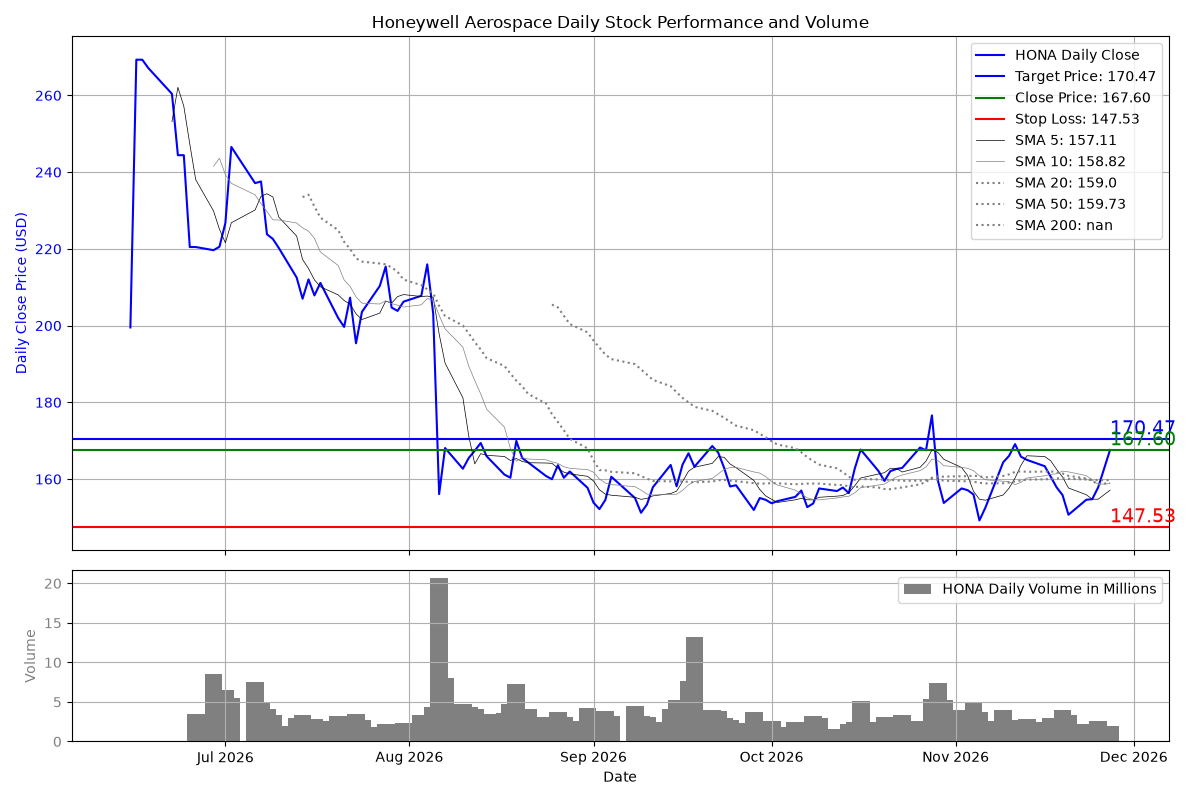 Honeywell Aerospace Daily Stock Performance and Volume
Daily Close Price (USD)
260
240
220
200
180
160
HONA Daily Close
Target Price: 170.47
Close Price: 167.60
Stop Loss: 147.53
SMA 5: 157.11
SMA 10: 158.82
SMA 20: 159.0
SMA 50: 159.73
SMA 200: nan
170.47
167.60
147.53
Volume
20
15
10
5
0
HONA Daily Volume in Millions
Jul 2026
Aug 2026
Sep 2026
Oct 2026
Nov 2026
Dec 2026
Date